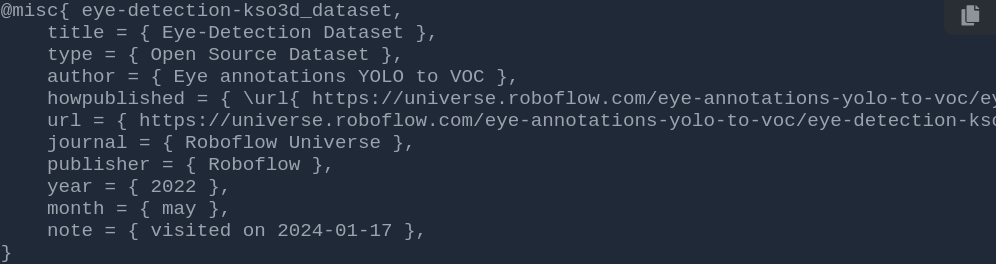 @misc{ eye-detection-kso3d_dataset,
    title = { Eye-Detection Dataset },
    type = { Open Source Dataset },
    author = { Eye annotations YOLO to VOC },
    howpublished = { \url{ https://universe.roboflow.com/eye-annotations-yolo-to-voc/ey
    url = { https://universe.roboflow.com/eye-annotations-yolo-to-voc/eye-detection-kso
    journal = { Roboflow Universe },
    publisher = { Roboflow },
    year = { 2022 },
    month = { may },
    note = { visited on 2024-01-17 },
}